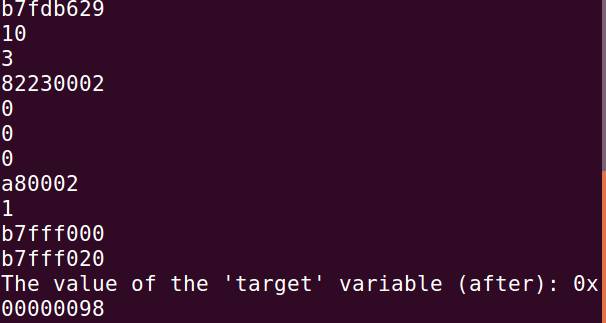 b7fdb629
10
3
82230002
0
0
0
a80002
1
b7fff000
b7fff020
The value of the 'target' variable (after): 0x
00000098